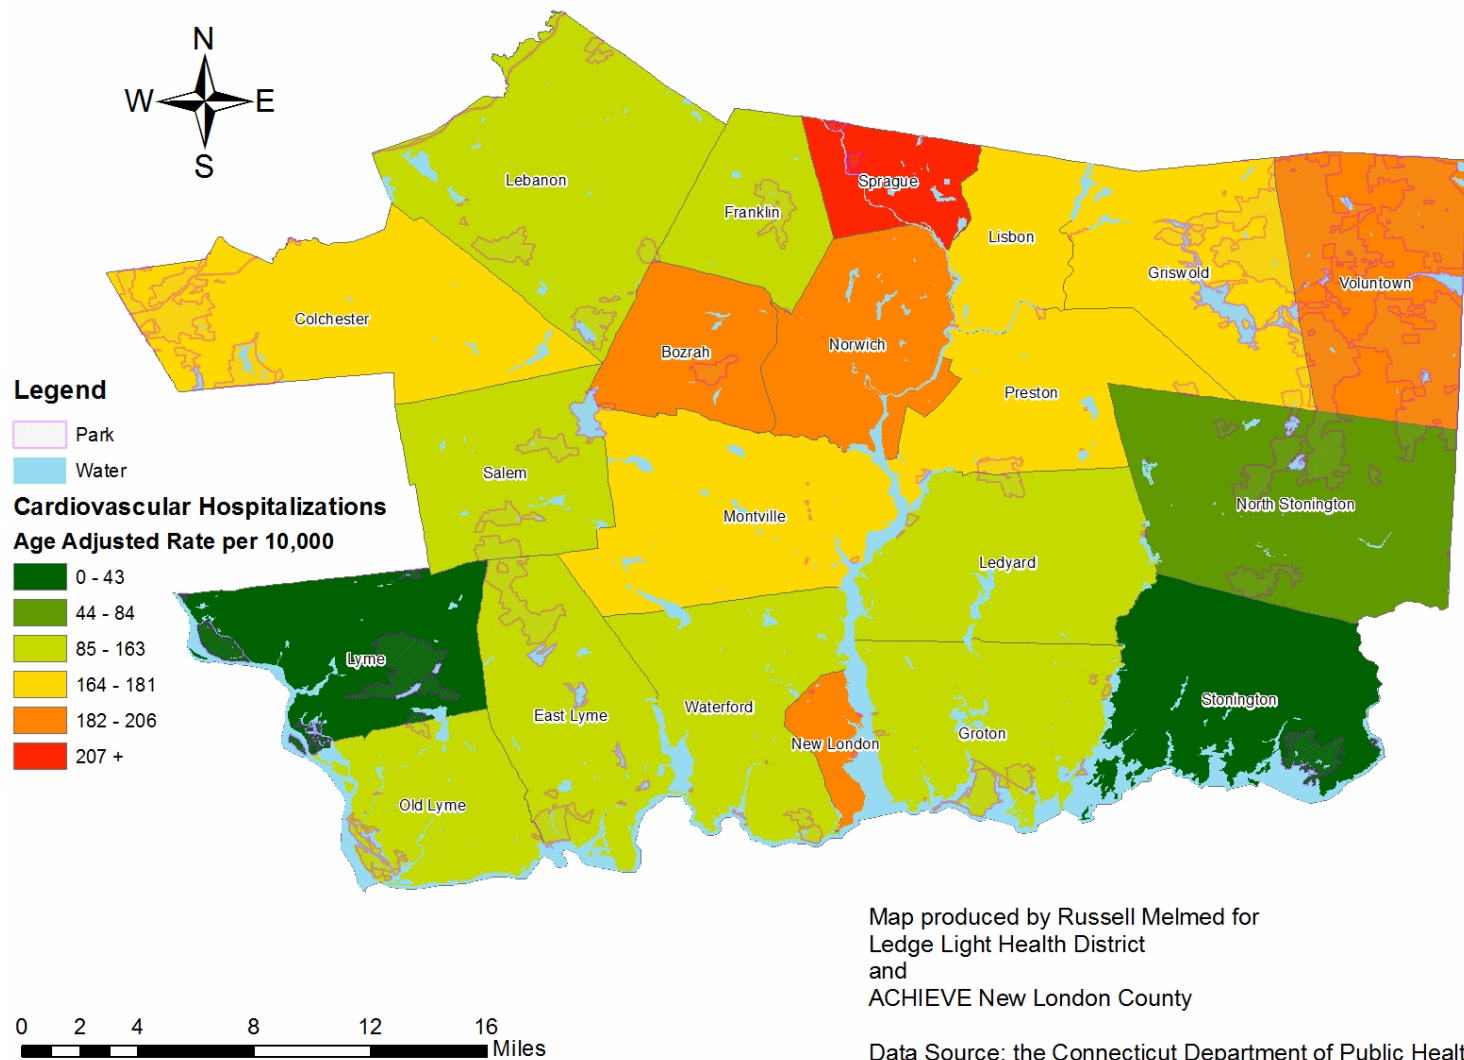 N
W E
S
Lebanon
Sprague
Franklin
Lisbon
Griswold
Voluntown
Colchester
Bozrah
Norwich
Preston
Salem
Montville
North Stonington
Ledyard
Lyme
East Lyme
Waterford
New London
Groton
Stonington
Old Lyme
Legend
Park
Water
Cardiovascular Hospitalizations
Age Adjusted Rate per 10,000
0 - 43
44 - 84
85 - 163
164 - 181
182 - 206
207 +
Map produced by Russell Melmed for
Ledge Light Health District
and
ACHIEVE New London County
Data Source: the Connecticut Department of Public Healt
0 2 4 8 12 16
Miles